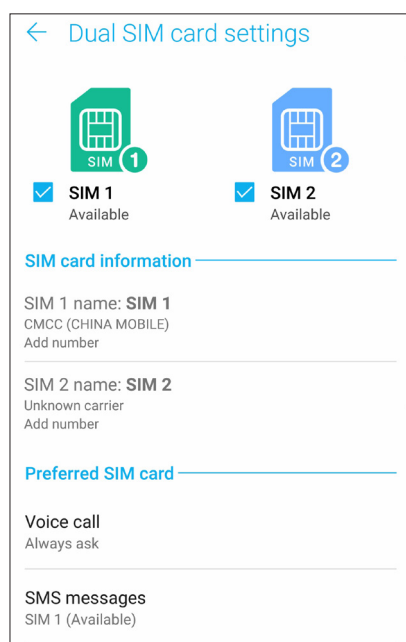 Dual SIM card settings
SIM 1
SIM 2
SIM 1
Available
SIM 2
Available
SIM card information
SIM 1 name: SIM 1
CMCC (CHINA MOBILE)
Add number
SIM 2 name: SIM 2
Unknown carrier
Add number
Preferred SIM card
Voice call
Always ask
SMS messages
SIM 1 (Available)